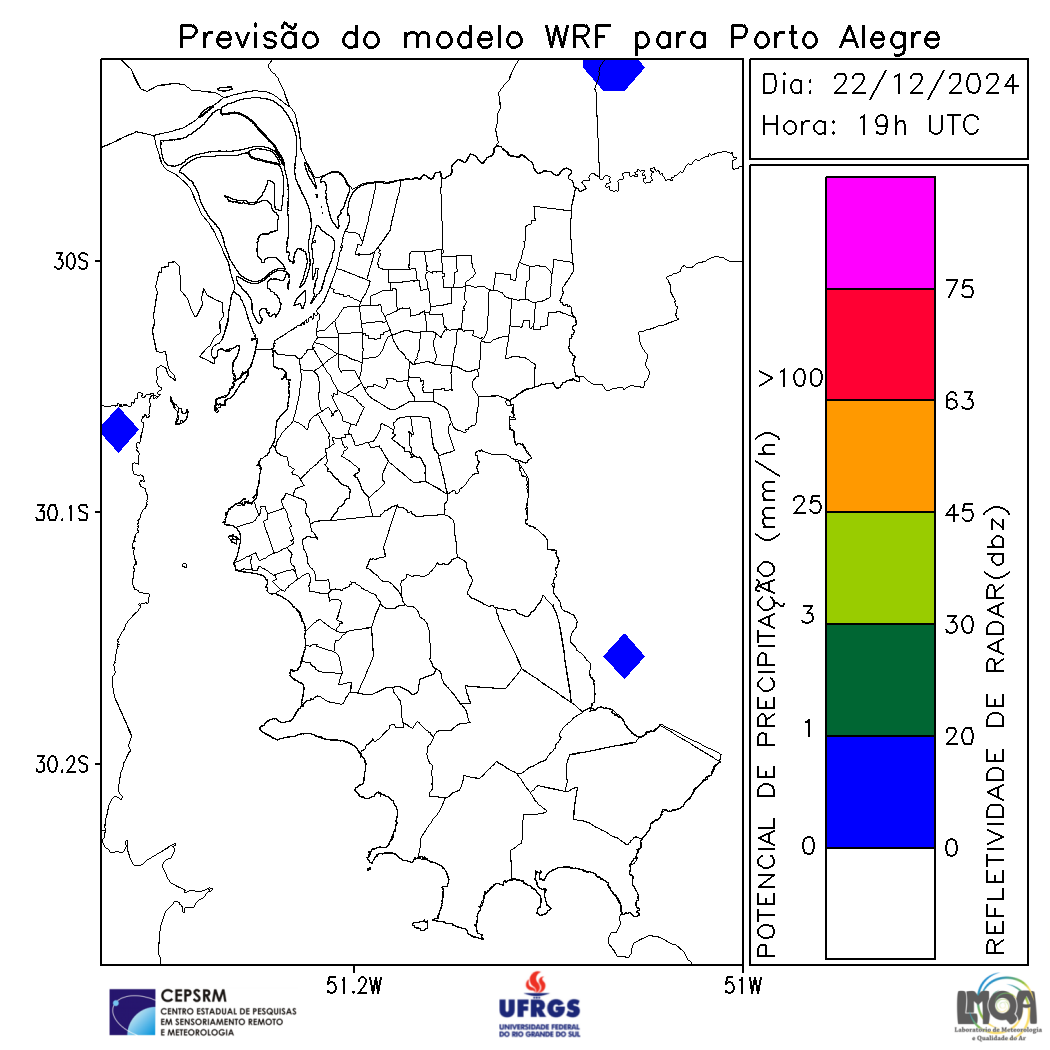 Previsão do modelo WRF para Porto Alegre
Dia: 22/12/2024
Hora: 19h UTC
30S
30.1S
30.2S
51.2W
51W
POTENCIAL DE PRECIPITAÇÃO (mm/h)
>100
25
3
1
0
75
63
45
30
20
0
REFLETIVIDADE DE RADAR(dbz)
CEPSRM
CENTRO ESTADUAL DE PESQUISAS
EM SENSORIAMENTO REMOTO
E METEOROLOGIA
UFRGS
UNIVERSIDADE FEDERAL
DO RIO GRANDE DO SUL
LMQA
Laboratório de Meteorologia
e Qualidade do Ar